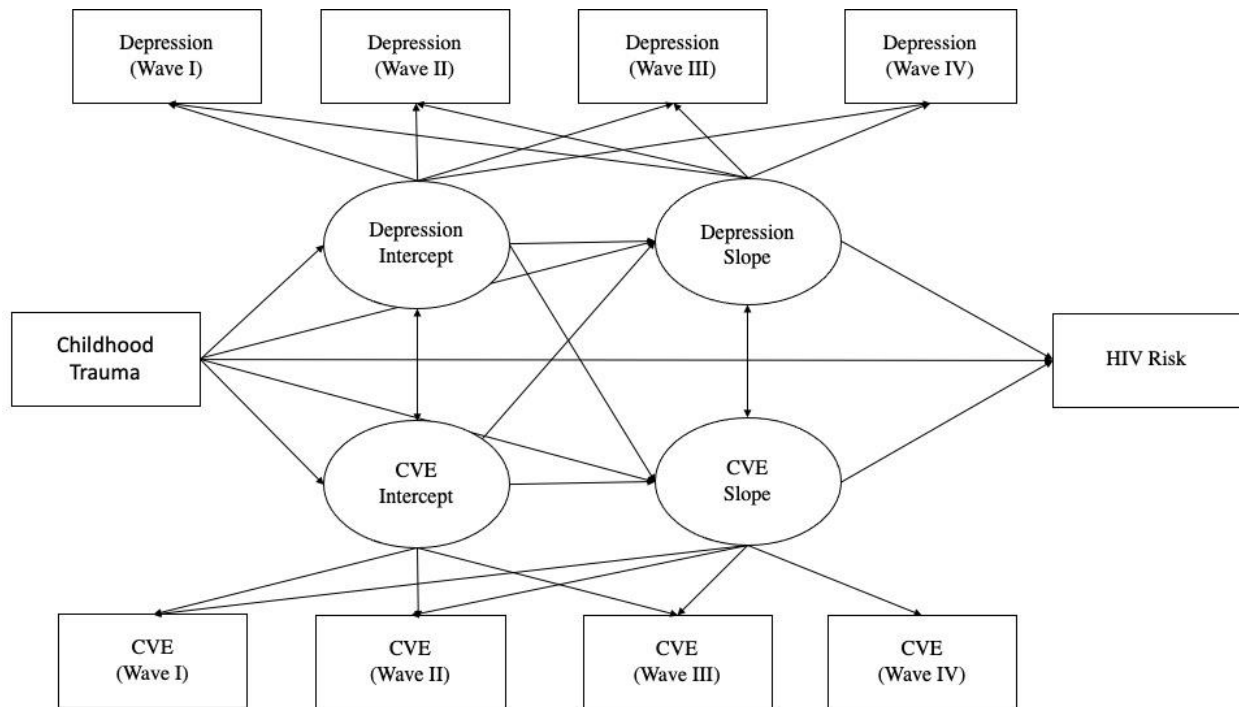 Depression
(Wave I)
Depression
(Wave II)
Depression
(Wave III)
Depression
(Wave IV)
Depression
Intercept
Depression
Slope
Childhood
Trauma
HIV Risk
CVE
Intercept
CVE
Slope
CVE
(Wave I)
CVE
(Wave II)
CVE
(Wave III)
CVE
(Wave IV)